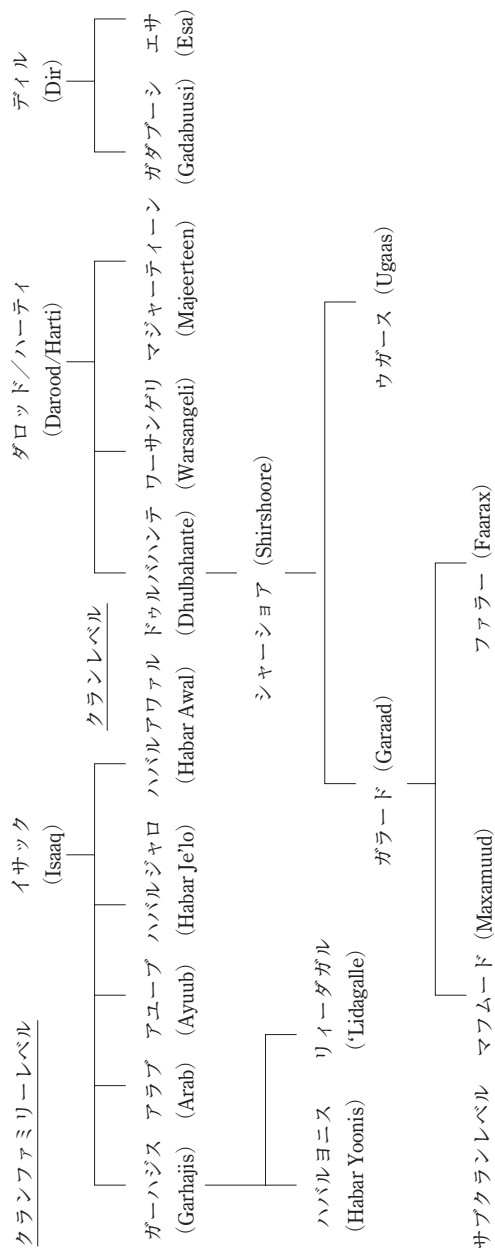 クランファミリーレベル
イサック
(Isaaq)
ダロッド／ハーティ
(Darood/Harti)
ディル
(Dir)
クランレベル
ガーハジス
(Garhajis)
アラブ
(Arab)
アユーブ
(Ayuub)
ハバルジャロ
(Habar Je'lo)
ハバルアワァル
(Habar Awal)
ドゥルバハンテ
(Dhulbahante)
ワーサンゲリ
(Warsangeli)
マジャーティーン
(Majeerteen)
ガダブーシ
(Gadabuusi)
エサ
(Esa)
ハバルヨニス
(Habar Yoonis)
リィーダガル
(‘Lidagalle)
シャーショア (Shirshoore)
ガラード (Garaad)
ウガース (Ugaas)
サブクランレベル
マフムード (Maxamuud)
ファラー (Faarax)